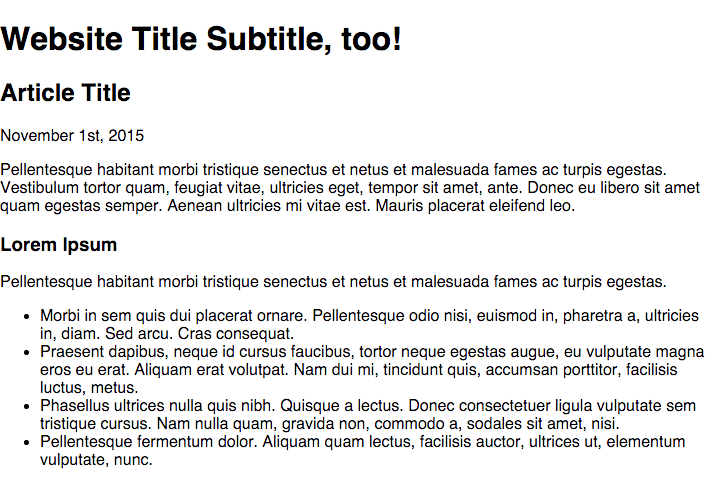 Website Title Subtitle, too!
Article Title
November 1st, 2015
Pellentesque habitant morbi tristique senectus et netus et malesuada fames ac turpis egestas.
Vestibulum tortor quam, feugiat vitae, ultricies eget, tempor sit amet, ante. Donec eu libero sit amet
quam egestas semper. Aenean ultricies mi vitae est. Mauris placerat eleifend leo.
Lorem Ipsum
Pellentesque habitant morbi tristique senectus et netus et malesuada fames ac turpis egestas.
• Morbi in sem quis dui placerat ornare. Pellentesque odio nisi, euismod in, pharetra a, ultricies
in, diam. Sed arcu. Cras consequat.
• Praesent dapibus, neque id cursus faucibus, tortor neque egestas augue, eu vulputate magna
eros eu erat. Aliquam erat volutpat. Nam dui mi, tincidunt quis, accumsan porttitor, facilisis
luctus, metus.
• Phasellus ultrices nulla quis nibh. Quisque a lectus. Donec consectetuer ligula vulputate sem
tristique cursus. Nam nulla quam, gravida non, commodo a, sodales sit amet, nisi.
• Pellentesque fermentum dolor. Aliquam quam lectus, facilisis auctor, ultrices ut, elementum
vulputate, nunc.